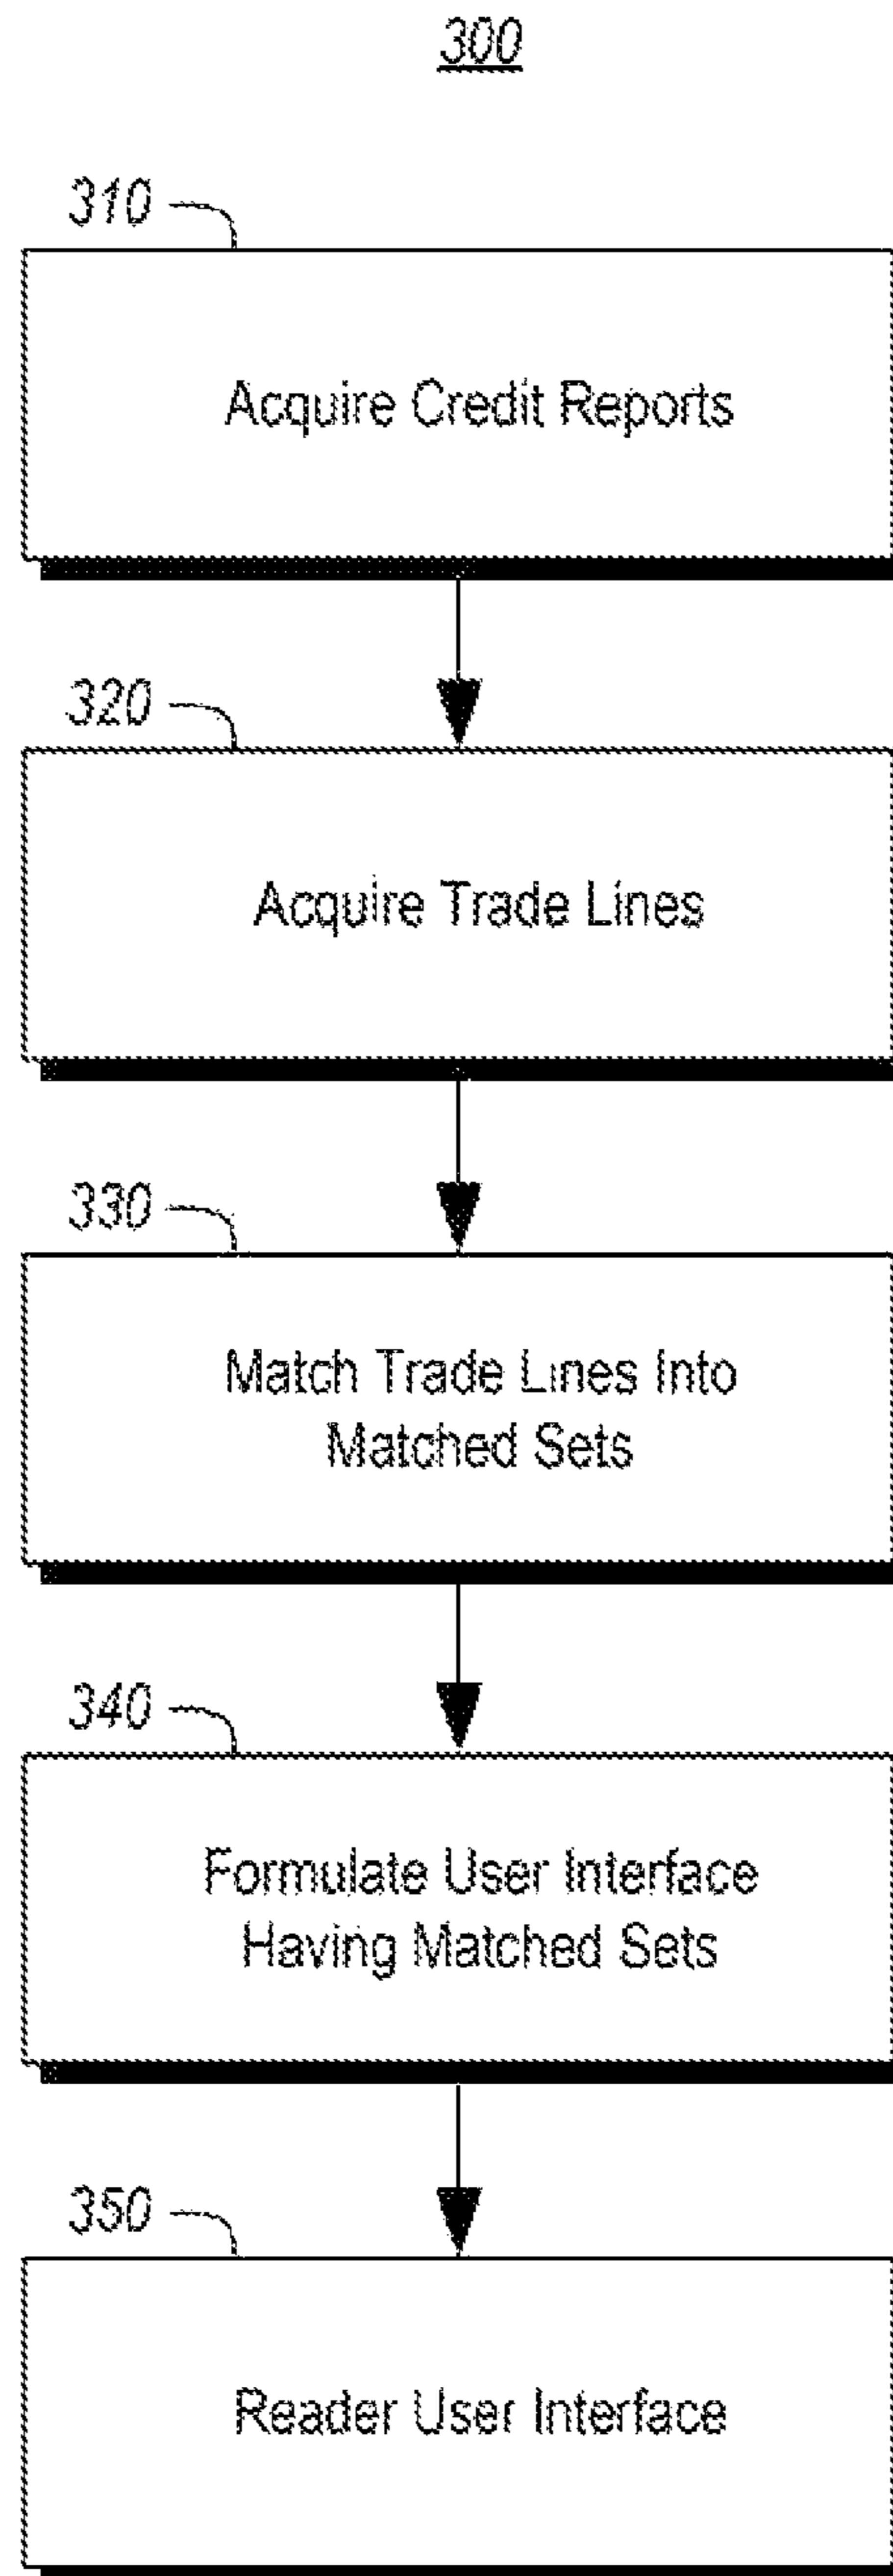 300
310
Acquire Credit Reports
320
Acquire Trade Lines
330
Match Trade Lines Into
Matched Sets
340
Formulate User Interface
Having Matched Sets
350
Reader User Interface